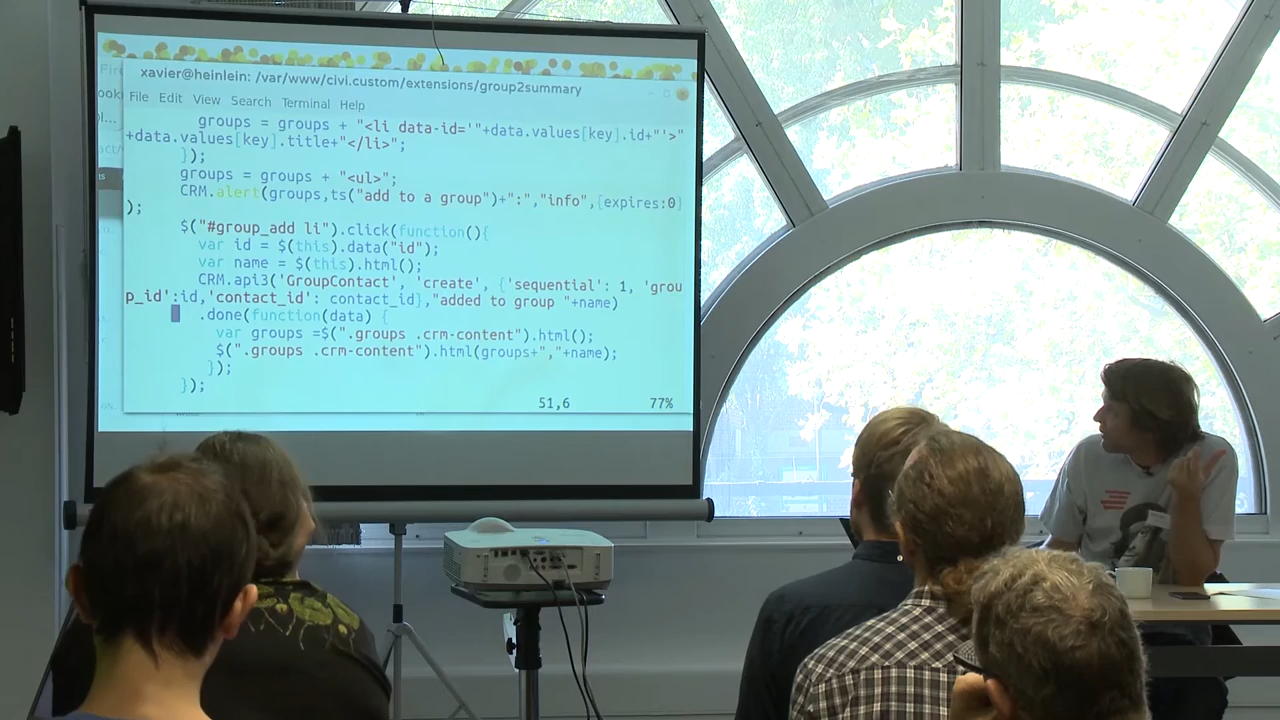 xavier@heinlein: /var/www/civi.custom/extensions/group2summary
File Edit View Search Terminal Help
groups = groups + "<li data-id='"+data.values[key].id+"'>"
+data.values[key].title+"</li>";
});
groups = groups + "<ul>";
CRM.alert(groups,ts("add to a group")+":","info",{expires:0}
);
$("#group_add li").click(function(){
var id = $(this).data("id");
var name = $(this).html();
CRM.api3('GroupContact', 'create', {'sequential': 1, 'grou
p_id':id,'contact_id': contact_id},"added to group "+name)
.done(function(data) {
var groups =$(".groups .crm-content").html();
$(".groups .crm-content").html(groups+","+name);
});
});
51,6 77%